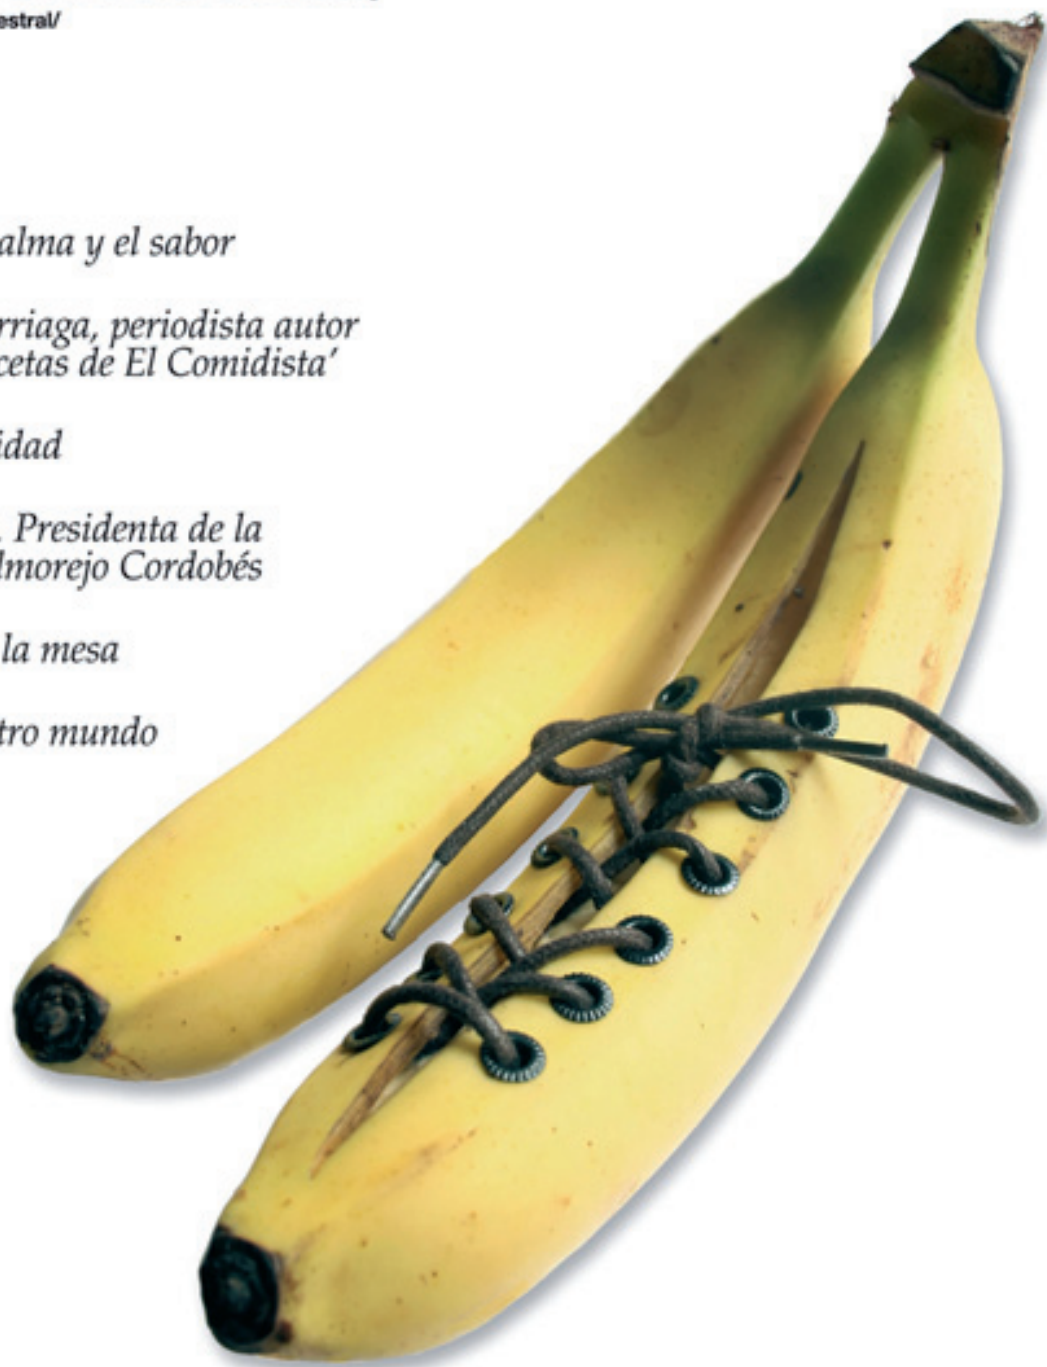 estral/
alma y el sabor
rriaga, periodista autor
cetas de El Comidista'
idad
. Presidenta de la
lmorejo Cordobés
la mesa
tro mundo